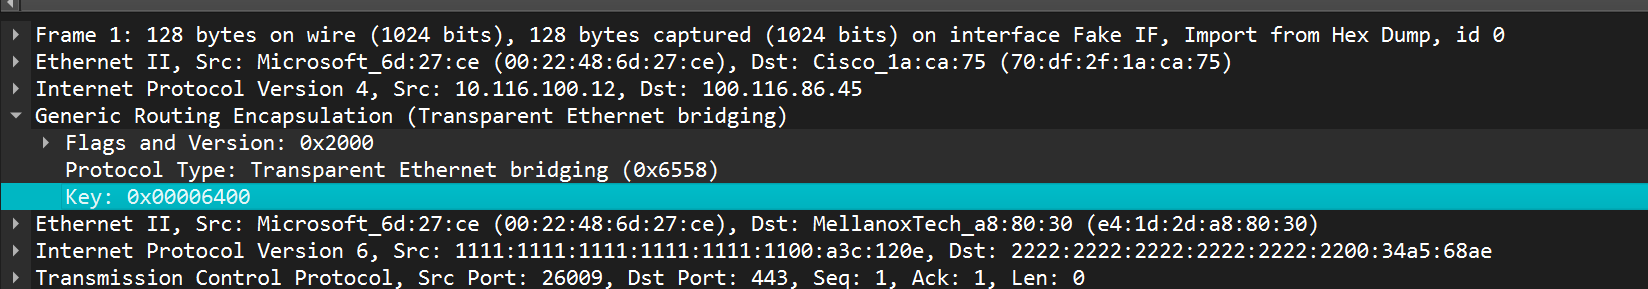 Frame 1: 128 bytes on wire (1024 bits), 128 bytes captured (1024 bits) on interface Fake IF, Import from Hex Dump, id 0
Ethernet II, Src: Microsoft_6d:27:ce (00:22:48:6d:27:ce), Dst: Cisco_1a:ca:75 (70:df:2f:1a:ca:75)
Internet Protocol Version 4, Src: 10.116.100.12, Dst: 100.116.86.45
Generic Routing Encapsulation (Transparent Ethernet bridging)
Flags and Version: 0x2000
Protocol Type: Transparent Ethernet bridging (0x6558)
Key: 0x00006400
Ethernet II, Src: Microsoft_6d:27:ce (00:22:48:6d:27:ce), Dst: MellanoxTech_a8:80:30 (e4:1d:2d:a8:80:30)
Internet Protocol Version 6, Src: 1111:1111:1111:1111:1111:1100:a3c:120e, Dst: 2222:2222:2222:2222:2222:2200:34a5:68ae
Transmission Control Protocol, Src Port: 26009, Dst Port: 443, Seq: 1, Ack: 1, Len: 0